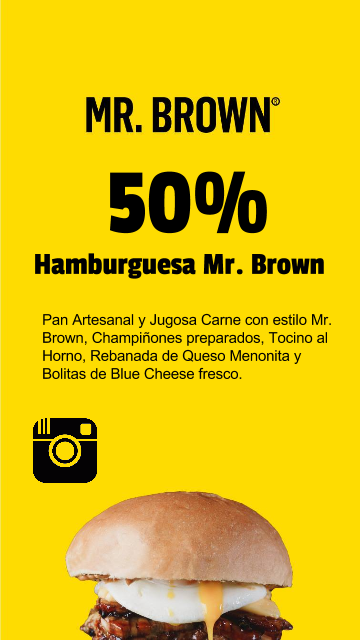 MR. BROWN®
50%
Hamburguesa Mr. Brown
Pan Artesanal y Jugosa Carne con estilo Mr.
Brown, Champiñones preparados, Tocino al
Horno, Rebanada de Queso Menonita y
Bolitas de Blue Cheese fresco.